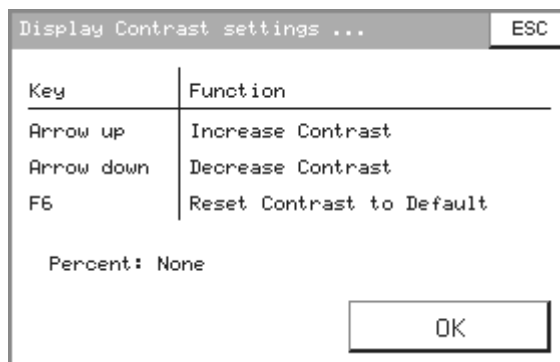 Display Contrast settings ... ESC
Key Function
Arrow up Increase Contrast
Arrow down Decrease Contrast
F6 Reset Contrast to Default
Percent: None
OK